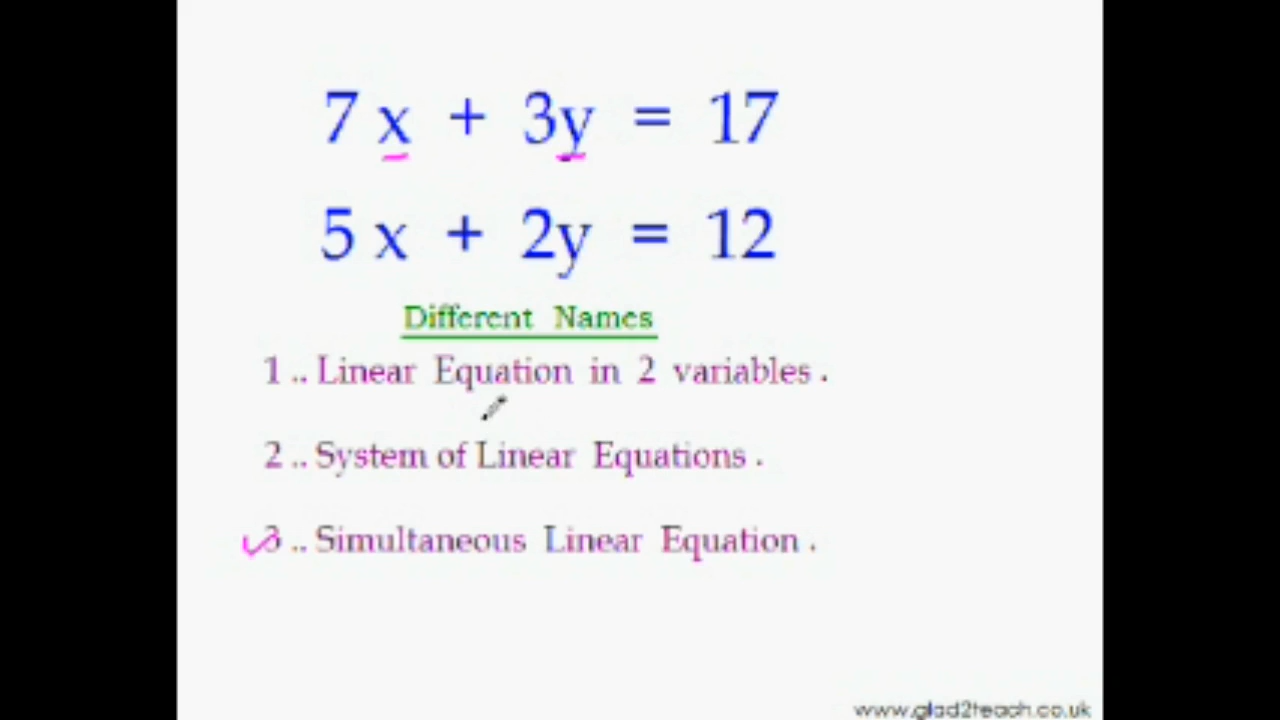 7 x + 3y = 17
5 x + 2y = 12
Different Names
1 .. Linear Equation in 2 variables .
2 .. System of Linear Equations .
3 .. Simultaneous Linear Equation .
www.glad2teach.co.uk